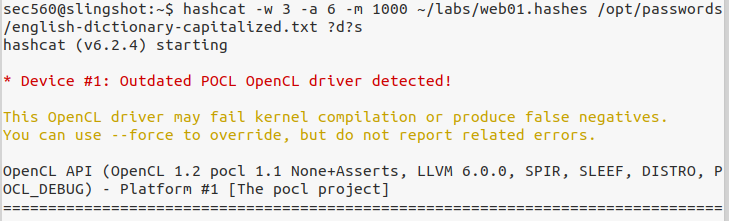 sec560@slingshot:~$ hashcat -w 3 -a 6 -m 1000 ~/labs/web01.hashes /opt/passwords
/english-dictionary-capitalized.txt ?d?s
hashcat (v6.2.4) starting
* Device #1: Outdated POCL OpenCL driver detected!
This OpenCL driver may fail kernel compilation or produce false negatives.
You can use --force to override, but do not report related errors.
OpenCL API (OpenCL 1.2 pocl 1.1 None+Asserts, LLVM 6.0.0, SPIR, SLEEF, DISTRO, P
OCL_DEBUG) - Platform #1 [The pocl project]
================================================================================